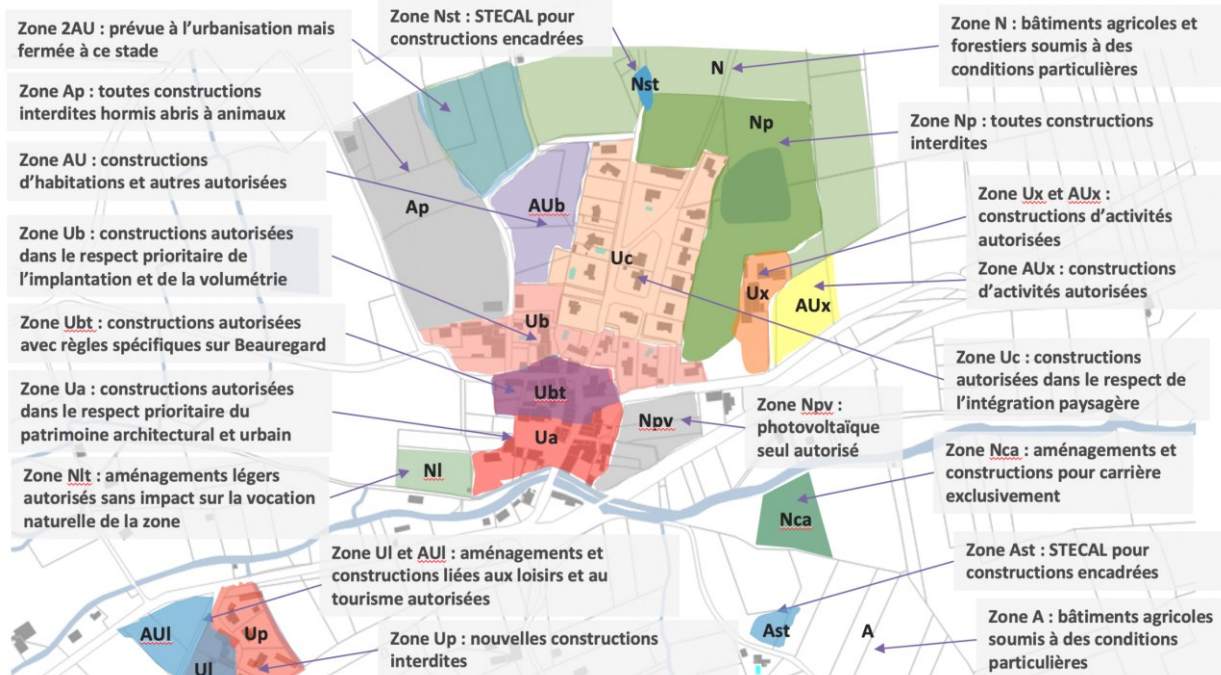 Zone 2AU : prévue à l'urbanisation mais
fermée à ce stade
Zone Ap : toutes constructions
interdites hormis abris à animaux
Zone AU : constructions
d'habitations et autres autorisées
Zone Ub : constructions autorisées
dans le respect prioritaire de
l'implantation et de la volumétrie
Zone Ubt : constructions autorisées
avec règles spécifiques sur Beauregard
Zone Ua : constructions autorisées
dans le respect prioritaire du
patrimoine architectural et urbain
Zone Nlt : aménagements légers
autorisés sans impact sur la vocation
naturelle de la zone
Zone Nst : STECAL pour
constructions encadrées
Zone N : bâtiments agricoles et
forestiers soumis à des
conditions particulières
Zone Np : toutes constructions
interdites
Zone Ux et AUx :
constructions d'activités
autorisées
Zone AUx : constructions
d'activités autorisées
Zone Uc : constructions
autorisées dans le respect de
l'intégration paysagère
Zone Npv :
photovoltaïque
seul autorisé
Zone Nca : aménagements et
constructions pour carrière
exclusivement
Zone Ul et AUl : aménagements et
constructions liées aux loisirs et au
tourisme autorisées
Zone Up : nouvelles constructions
interdites
Zone Ast : STECAL pour
constructions encadrées
Zone A : bâtiments agricoles
soumis à des conditions
particulières
N
Nst
Np
Ap
AUb
Uc
Ux
AUx
Ub
Ubt
Ua
Npv
Nl
Nca
AUl
Up
Ul
Ast
A